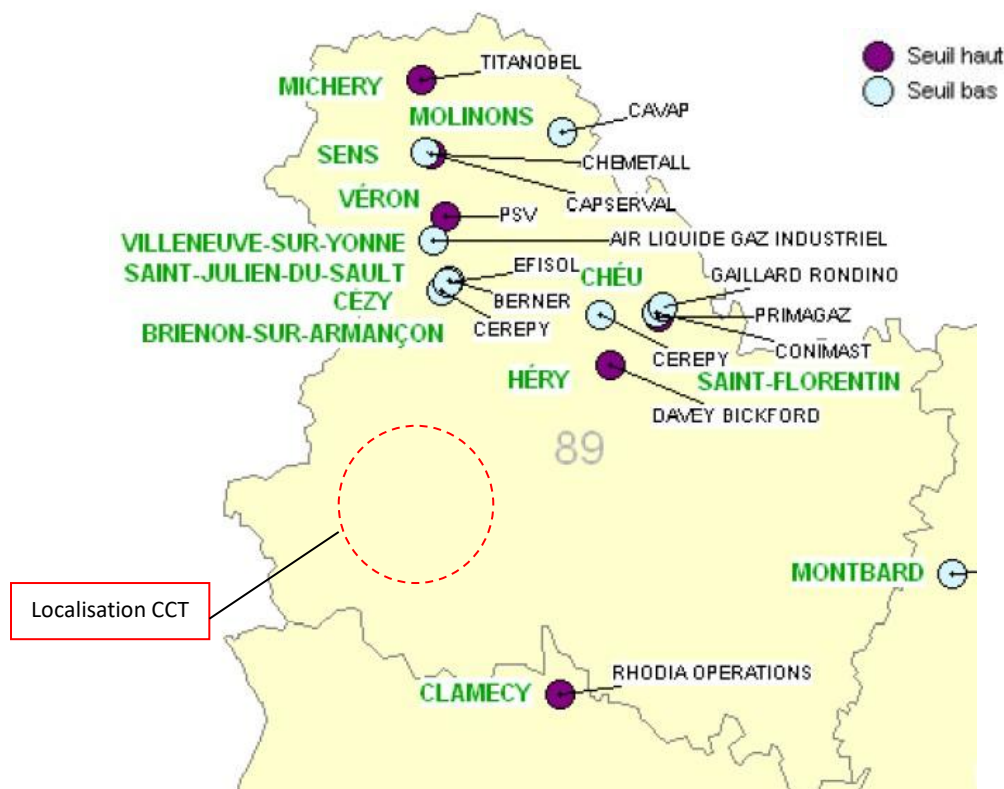 TITANOBEL
Seuil haut
MICHERY
Seuil bas
MOLINONS
CAVAP
SENS
CHEMETALL
VÉRON
CAPSERVAL
PSV
VILLENEUVE-SUR-YONNE
AIR LIQUIDE GAZ INDUSTRIEL
SAINT-JULIEN-DU-SAULT
EFISOL
CHÉU
GAILLARD RONDINO
CÉZY
BERNER
PRIMAGAZ
BRIENON-SUR-ARMANÇON
CEREPY
CEREPY
CONÎMAST
HÉRY
SAINT-FLORENTIN
DAVEY BICKFORD
89
MONTBARD
Localisation CCT
RHODIA OPERATIONS
CLAMECY